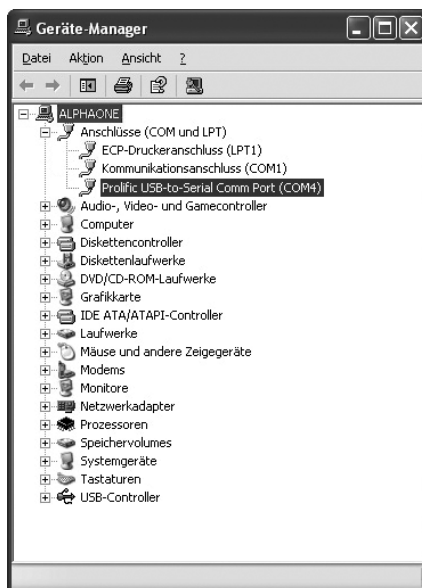 Geräte-Manager
Datei Aktion Ansicht ?
ALPHAONE
Anschlüsse (COM und LPT)
ECP-Druckeranschluss (LPT1)
Kommunikationsanschluss (COM1)
Prolific USB-to-Serial Comm Port (COM4)
Audio-, Video- und Gamecontroller
Computer
Diskettencontroller
Diskettenlaufwerke
DVD/CD-ROM-Laufwerke
Grafikkarte
IDE ATA/ATAPI-Controller
Laufwerke
Mäuse und andere Zeigegeräte
Modems
Monitore
Netzwerkadapter
Prozessoren
Speichervolumes
Systemgeräte
Tastaturen
USB-Controller